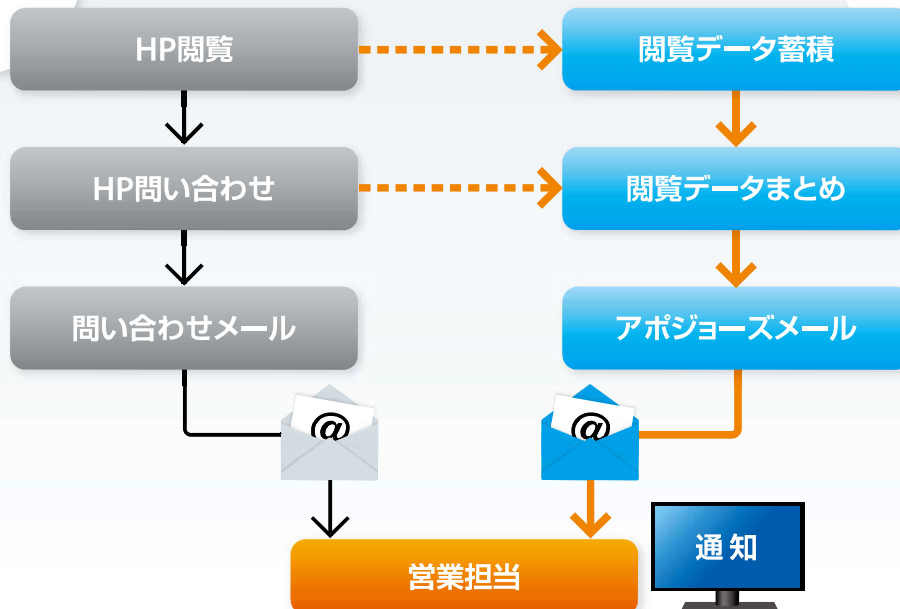 HP閲覧
閲覧データ蓄積
HP問い合わせ
閲覧データまとめ
問い合わせメール
アポジョーズメール
@
@
営業担当
通知